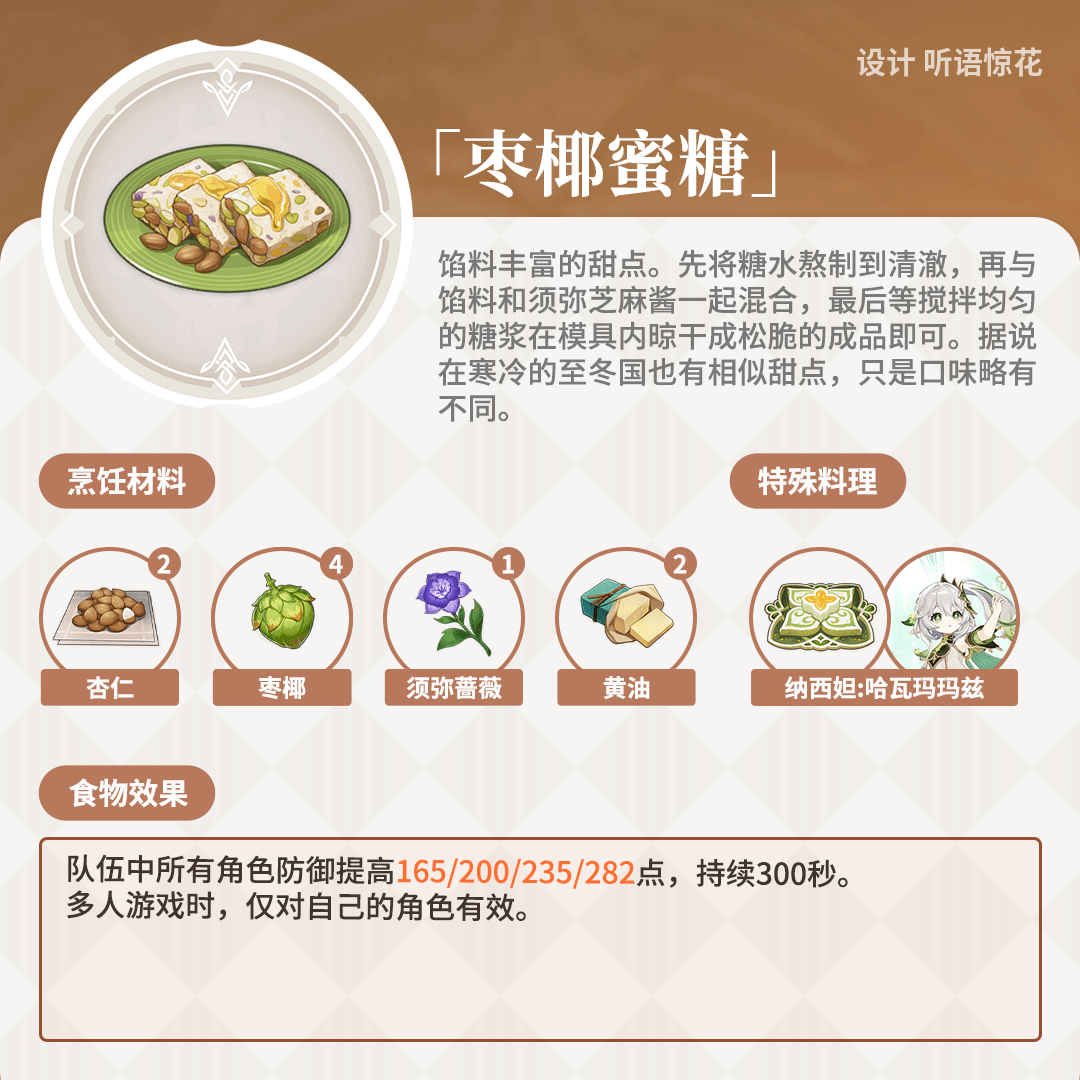 设计 听语惊花
「枣椰蜜糖」
馅料丰富的甜点。先将糖水熬制到清澈，再与
馅料和须弥芝麻酱一起混合，最后等搅拌均匀
的糖浆在模具内晾干成松脆的成品即可。据说
在寒冷的至冬国也有相似甜点，只是口味略有
不同。
烹饪材料
特殊料理
2
4
1
2
杏仁
枣椰
须弥蔷薇
黄油
纳西妲:哈瓦玛玛兹
食物效果
队伍中所有角色防御提高165/200/235/282点，持续300秒。
多人游戏时，仅对自己的角色有效。